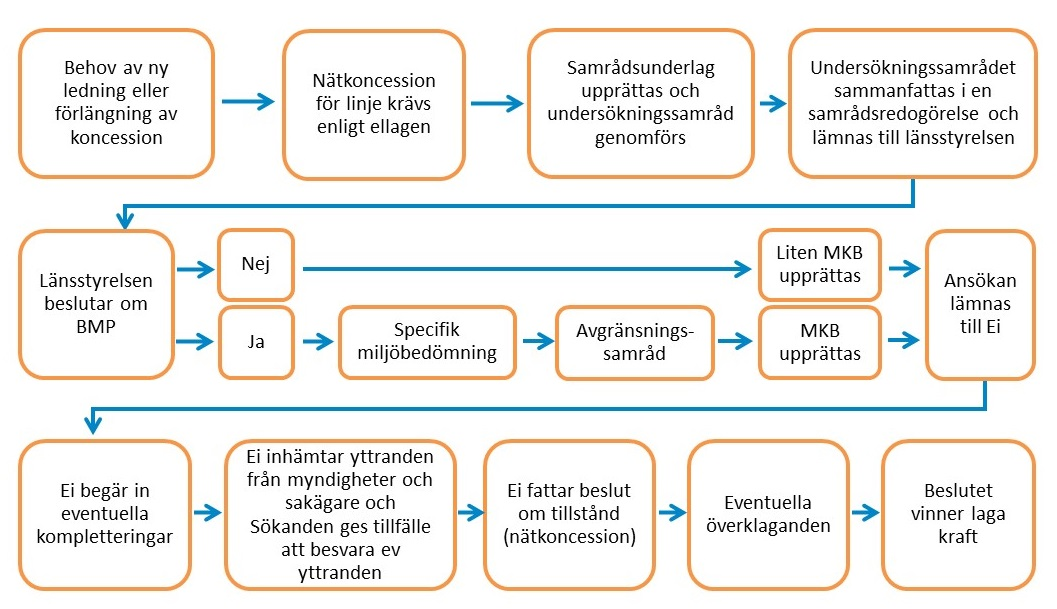 Behov av ny
ledning eller
förlängning av
koncession
Nätkoncession
för linje krävs
enligt ellagen
Samrådsunderlag
upprättas och
undersökningssamråd
genomförs
Undersökningssamrådet
sammanfattas i en
samrådsredogörelse och
lämnas till länsstyrelsen
Länsstyrelsen
beslutar om
BMP
Nej
Liten MKB
upprättas
Ja
Specifik
miljöbedömning
Avgränsnings-
samråd
MKB
upprättas
Ansökan
lämnas
till Ei
Ei begär in
eventuella
kompletteringar
Ei inhämtar yttranden
från myndigheter och
sakägare och
Sökanden ges tillfälle
att besvara ev
yttranden
Ei fattar beslut
om tillstånd
(nätkoncession)
Eventuella
överklaganden
Beslutet
vinner laga
kraft